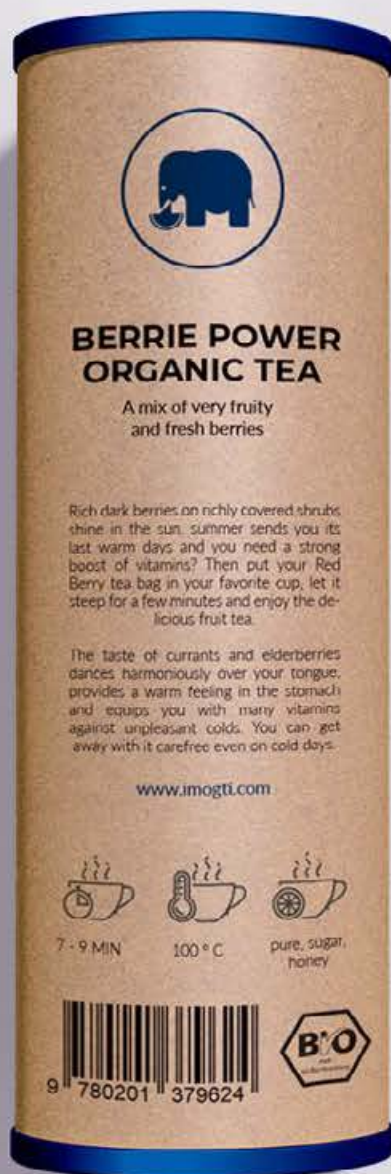 BERRIE POWER
ORGANIC TEA
A mix of very fruity
and fresh berries
Rich dark berries on richly covered shrubs
shine in the sun, summer sends you its
last warm days and you need a strong
boost of vitamins? Then put your Red
Berry tea bag in your favorite cup, let it
steep for a few minutes and enjoy the de-
licious fruit tea.
The taste of currants and elderberries
dances harmoniously over your tongue,
provides a warm feeling in the stomach
and equips you with many vitamins
against unpleasant colds. You can get
away with it carefree even on cold days.
www.imogti.com
7 - 9 MIN
100 ° C
pure, sugar,
honey
BIO
9 780201 379624